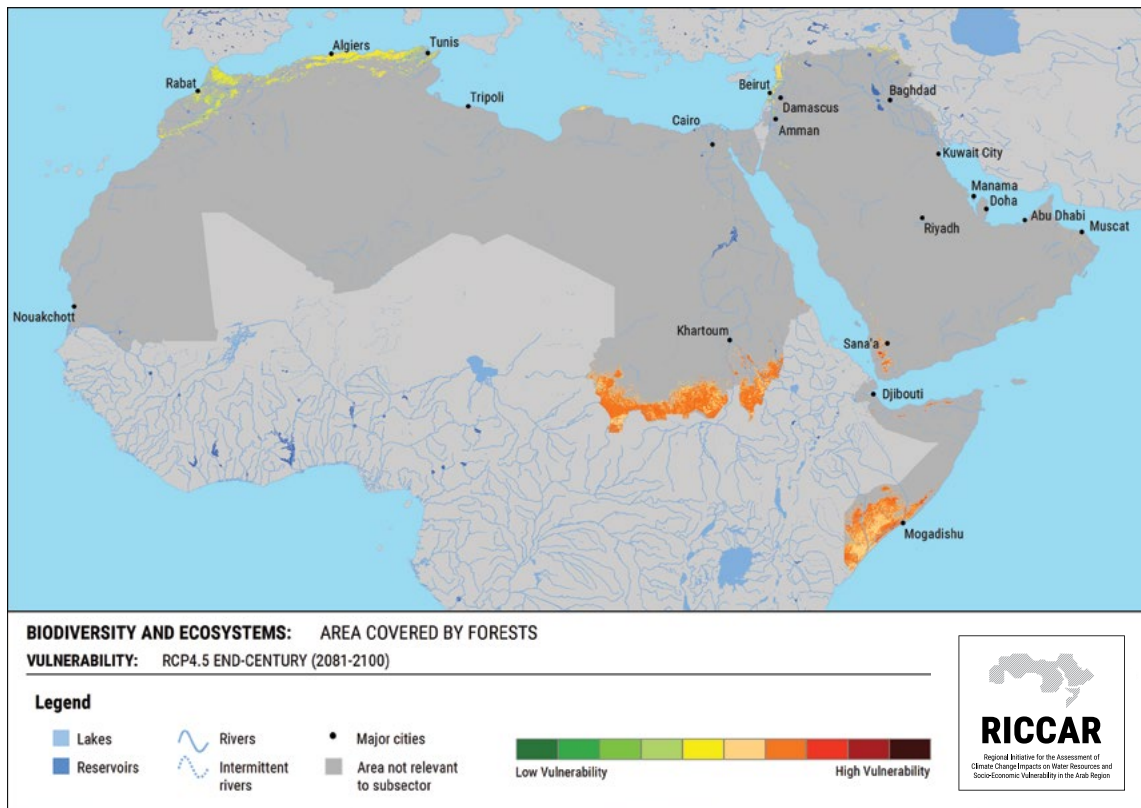 Algiers
Tunis
Rabat
Tripoli
Beirut
Damascus
Baghdad
Cairo
Amman
Kuwait City
Manama
Doha
Abu Dhabi
Riyadh
Muscat
Nouakchott
Khartoum
Sana'a
Djibouti
Mogadishu
BIODIVERSITY AND ECOSYSTEMS: AREA COVERED BY FORESTS
VULNERABILITY: RCP4.5 END-CENTURY (2081-2100)
Legend
Lakes
Rivers
Major cities
Reservoirs
Intermittent
rivers
Area not relevant
to subsector
Low Vulnerability
High Vulnerability
RICCAR
Regional Initiative for the Assessment of
Climate Change Impacts on Water Resources and
Socio-Economic Vulnerability in the Arab Region